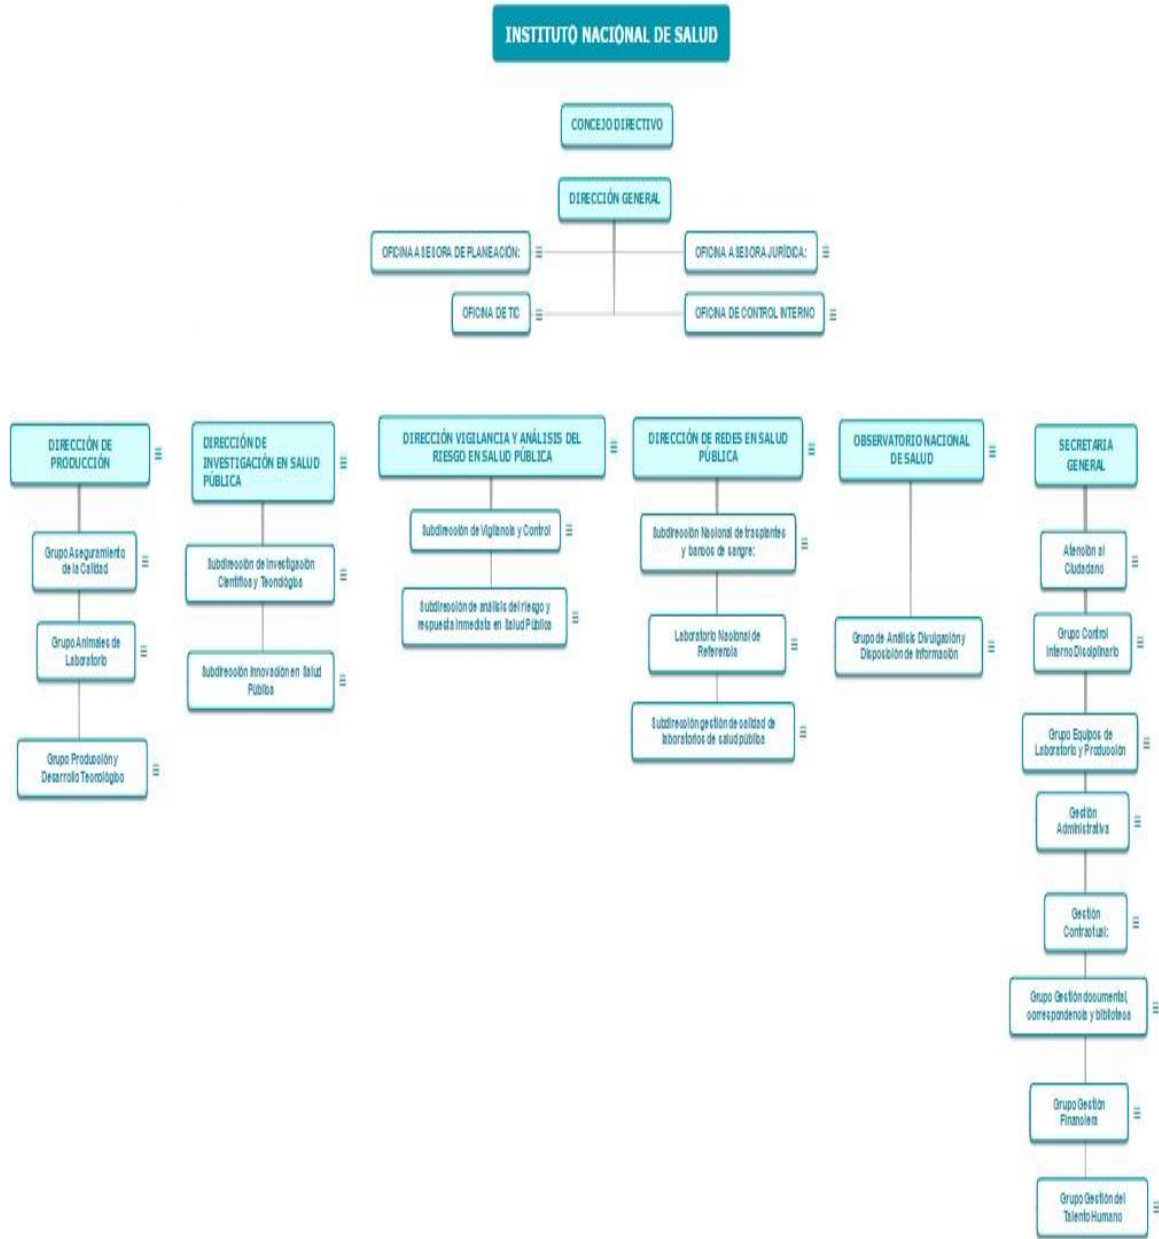 INSTITUTO NACIONAL DE SALUD
CONCEJO DIRECTIVO
DIRECCIÓN GENERAL
OFICINA ASESORA DE PLANEACIÓN:
OFICINA ASESORA JURÍDICA:
OFICINA DE TIC
OFICINA DE CONTROL INTERNO
DIRECCIÓN DE
PRODUCCIÓN
Grupo Aseguramiento
de la Calidad
Grupo Animales de
Laboratorio
Grupo Producción y
Desarrollo Tecnológico
DIRECCIÓN DE
INVESTIGACIÓN EN SALUD
PÚBLICA
Subdirección de Investigación
Científica y Tecnológica
Subdirección Innovación en Salud
Pública
DIRECCIÓN VIGILANCIA Y ANÁLISIS DEL
RIESGO EN SALUD PÚBLICA
Subdirección de Vigilancia y Control
Subdirección de análisis del riesgo y
respuesta inmediata en Salud Pública
DIRECCIÓN DE REDES EN SALUD
PÚBLICA
Subdirección Nacional de trasplantes
y bancos de sangre:
Laboratorio Nacional de
Referencia
Subdirección gestión de calidad de
laboratorios de salud pública
OBSERVATORIO NACIONAL
DE SALUD
Grupo de Análisis Divulgación y
Disposición de Información
SECRETARIA
GENERAL
Atención al
Ciudadano
Grupo Control
Interno Disciplinario
Grupo Equipos de
Laboratorio y Producción
Gestión
Administrativa
Gestión
Contractual:
Grupo Gestión documental,
correspondencia y biblioteca
Grupo Gestión
Financiera
Grupo Gestión del
Talento Humano